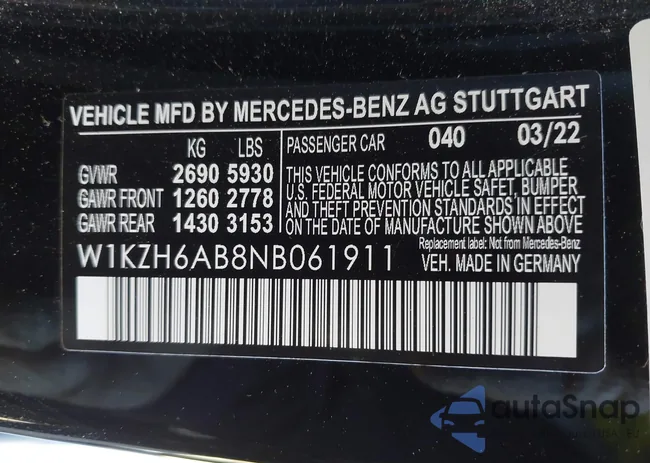 VEHICLE MFD BY MERCEDES-BENZ AG STUTTGART
KG LBS
GVWR 2690 5930
GAWR FRONT 1260 2778
GAWR REAR 1430 3153
PASSENGER CAR 040 03/22
THIS VEHICLE CONFORMS TO ALL APPLICABLE
U.S. FEDERAL MOTOR VEHICLE SAFETY, BUMPER
AND THEFT PREVENTION STANDARDS IN EFFECT
ON THE DATE OF MANUFACTURE SHOWN ABOVE.
Replacement label: Not from Mercedes-Benz
W1KZH6AB8NB061911
VEH. MADE IN GERMANY
autaSnap